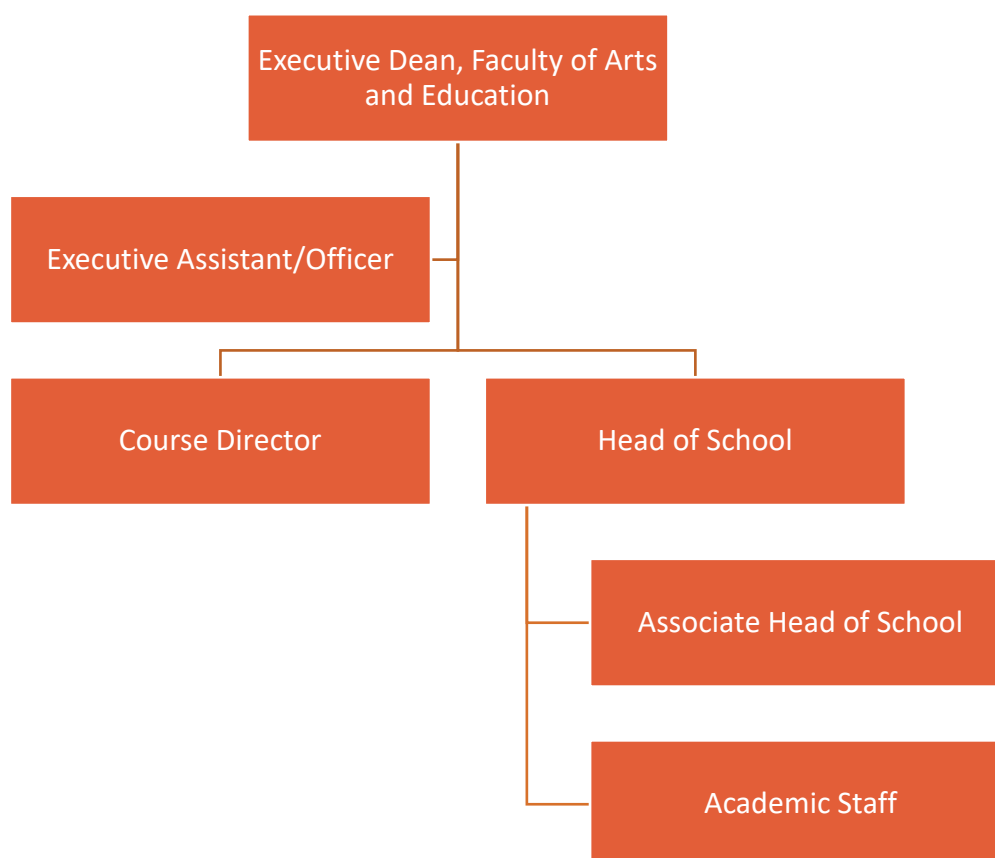 Executive Dean, Faculty of Arts
and Education
Executive Assistant/Officer
Course Director
Head of School
Associate Head of School
Academic Staff